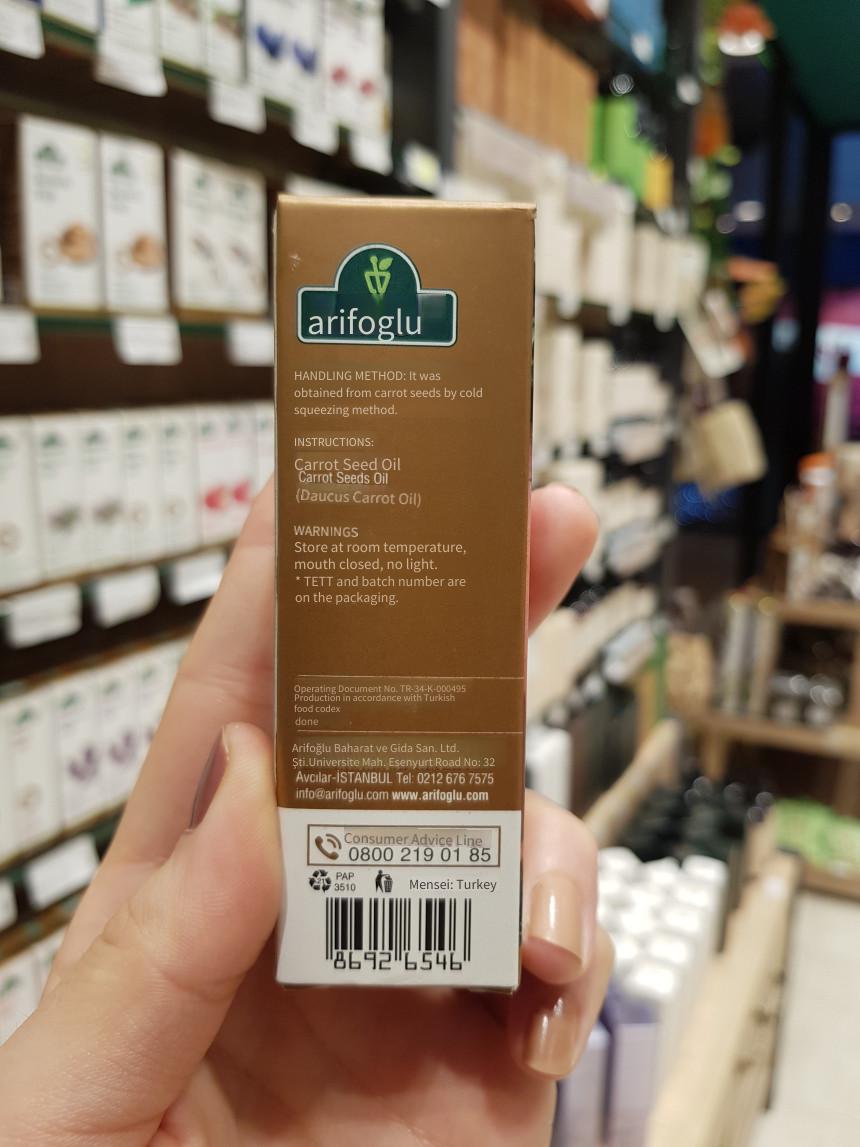 arifoglu
HANDLING METHOD: It was
obtained from carrot seeds by cold
squeezing method.
INSTRUCTIONS:
Carrot Seed Oil
Carrot Seeds Oil
(Daucus Carrot Oil)
WARNINGS
Store at room temperature,
mouth closed, no light.
* TETT and batch number are
on the packaging.
Operating Document No. TR-34-K-000495
Production in accordance with Turkish
food codex
done
Arifoğlu Baharat ve Gida San. Ltd.
Şti.Universite Mah. Esenyurt Road No: 32
Avcılar-İSTANBUL Tel: 0212 676 7575
info@arifoglu.com www.arifoglu.com
Consumer Advice Line
0800 219 01 85
21 PAP
3510
Mensei: Turkey
8692 6546